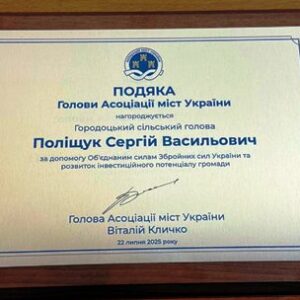 ПОДЯКА
Голови Асоціації міст України
нагороджується
Городоцький сільський голова
Поліщук Сергій Васильович
за допомогу Об'єднаним силам Збройних сил України та
розвиток інвестиційного потенціалу громади
Голова Асоціації міст України
Віталій Кличко
22 липня 2025 року